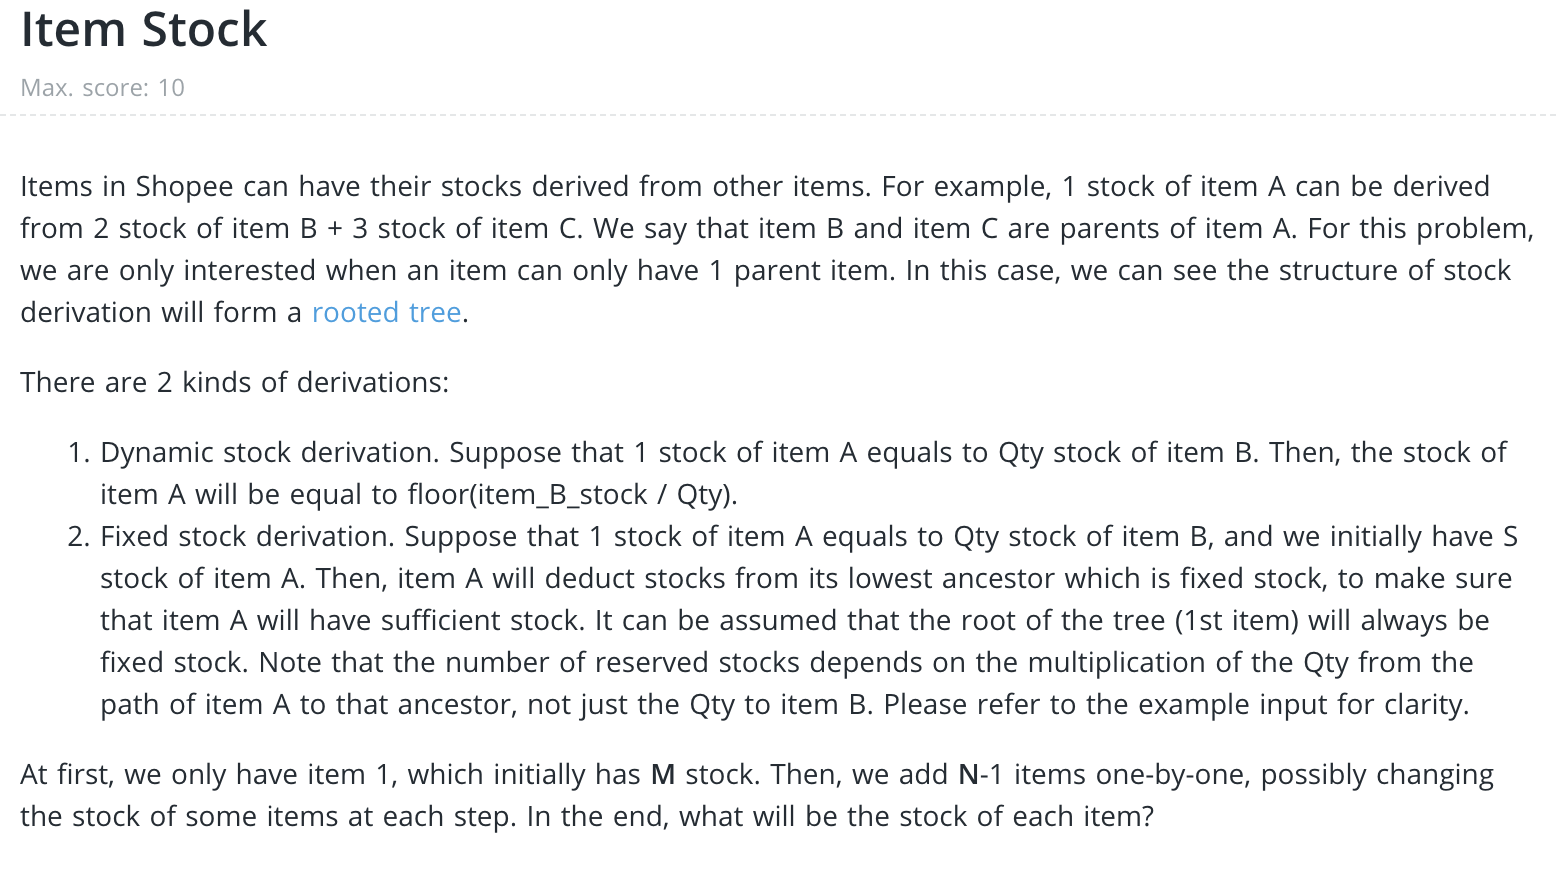 Item Stock
Max. score: 10
Items in Shopee can have their stocks derived from other items. For example, 1 stock of item A can be derived
from 2 stock of item B + 3 stock of item C. We say that item B and item C are parents of item A. For this problem,
we are only interested when an item can only have 1 parent item. In this case, we can see the structure of stock
derivation will form a rooted tree.
There are 2 kinds of derivations:
1. Dynamic stock derivation. Suppose that 1 stock of item A equals to Qty stock of item B. Then, the stock of
item A will be equal to floor(item_B_stock / Qty).
2. Fixed stock derivation. Suppose that 1 stock of item A equals to Qty stock of item B, and we initially have S
stock of item A. Then, item A will deduct stocks from its lowest ancestor which is fixed stock, to make sure
that item A will have sufficient stock. It can be assumed that the root of the tree (1st item) will always be
fixed stock. Note that the number of reserved stocks depends on the multiplication of the Qty from the
path of item A to that ancestor, not just the Qty to item B. Please refer to the example input for clarity.
At first, we only have item 1, which initially has M stock. Then, we add N-1 items one-by-one, possibly changing
the stock of some items at each step. In the end, what will be the stock of each item?